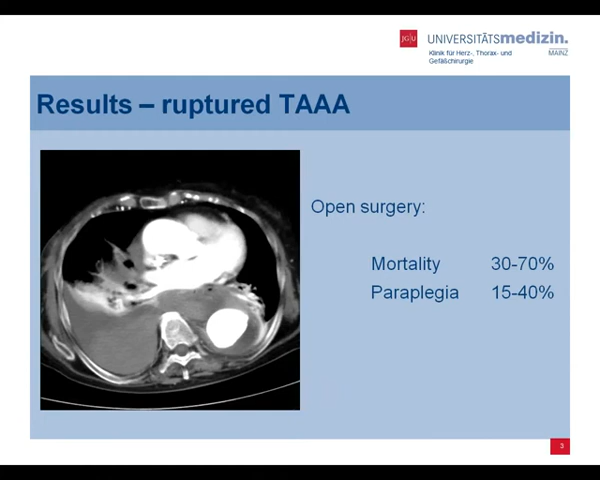 JG|U UNIVERSITÄTSmedizin.
MAINZ
Klinik für Herz-, Thorax- und
Gefäßchirurgie
Results – ruptured TAAA
Open surgery:
Mortality 30-70%
Paraplegia 15-40%
3